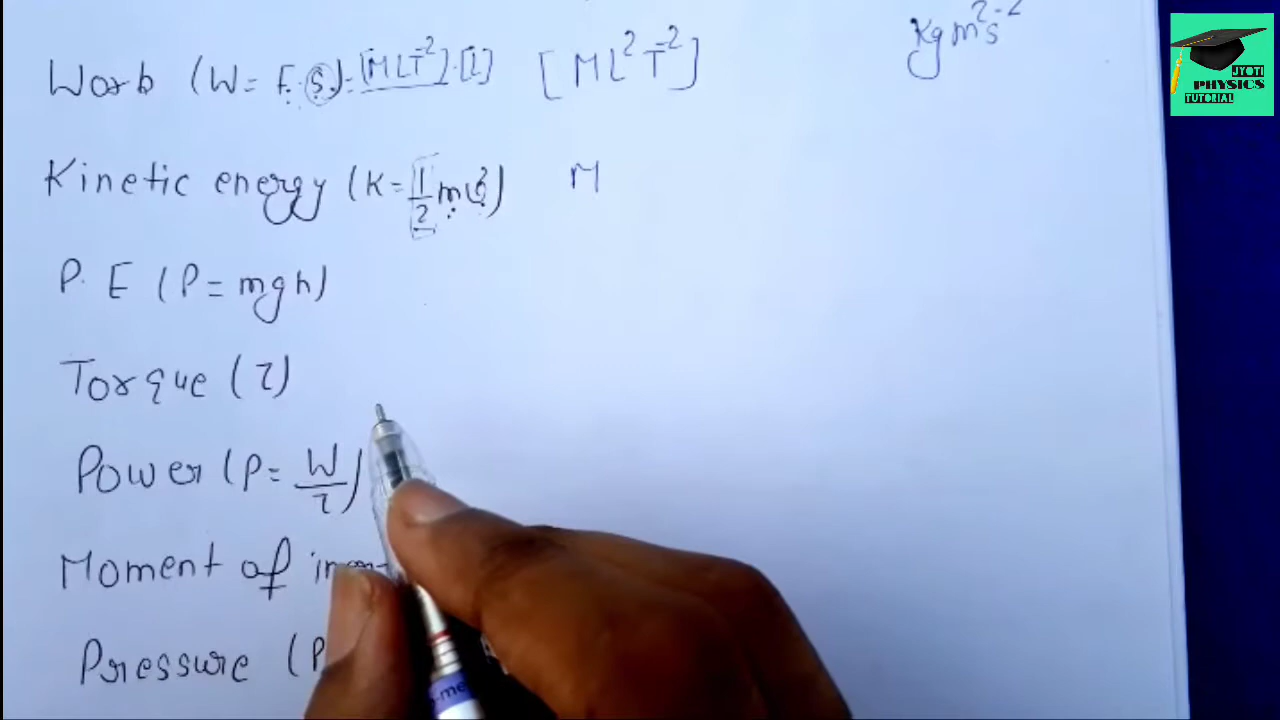 Work (W = F.S) = [MLT⁻²].[L] [ML²T⁻²] Kgm²s⁻²
Kinetic energy (K = 1/2 mv²) M
P.E (P = mgh)
Torque (τ)
Power (P = W/τ)
Moment of in
Pressure (P
JYOTI
PHYSICS
TUTORIAL